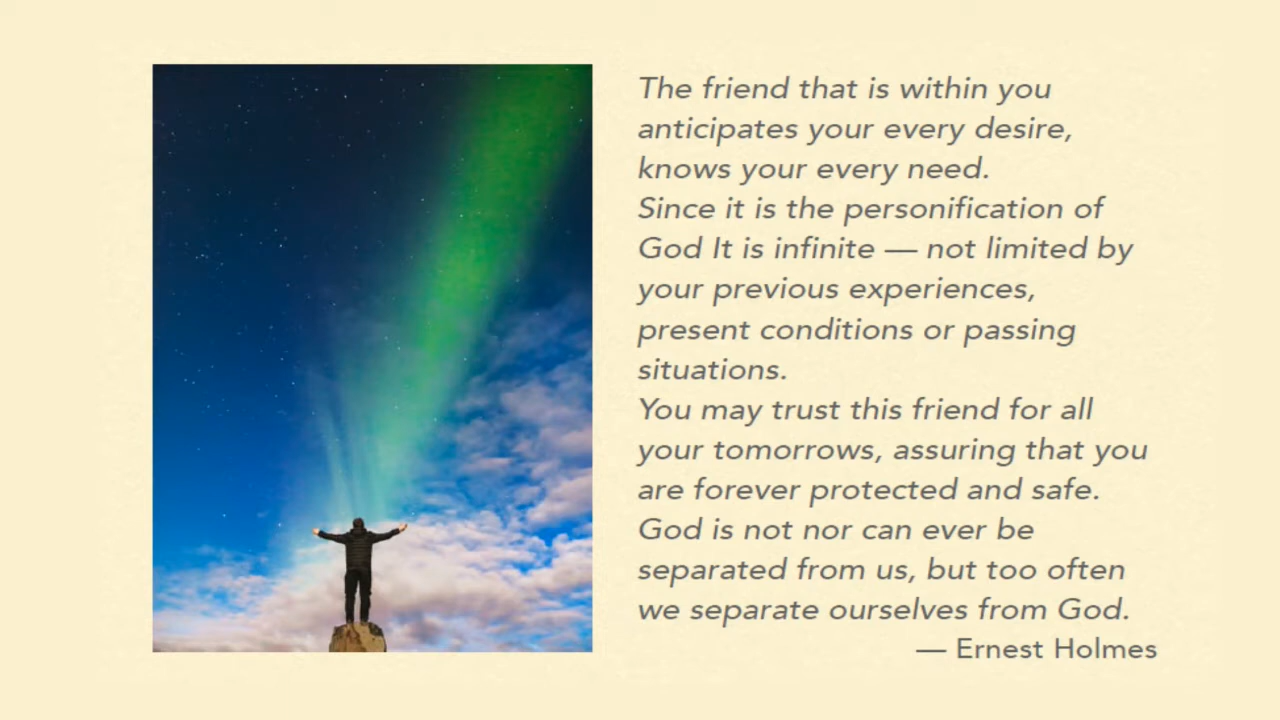 The friend that is within you
anticipates your every desire,
knows your every need.
Since it is the personification of
God It is infinite — not limited by
your previous experiences,
present conditions or passing
situations.
You may trust this friend for all
your tomorrows, assuring that you
are forever protected and safe.
God is not nor can ever be
separated from us, but too often
we separate ourselves from God.
— Ernest Holmes